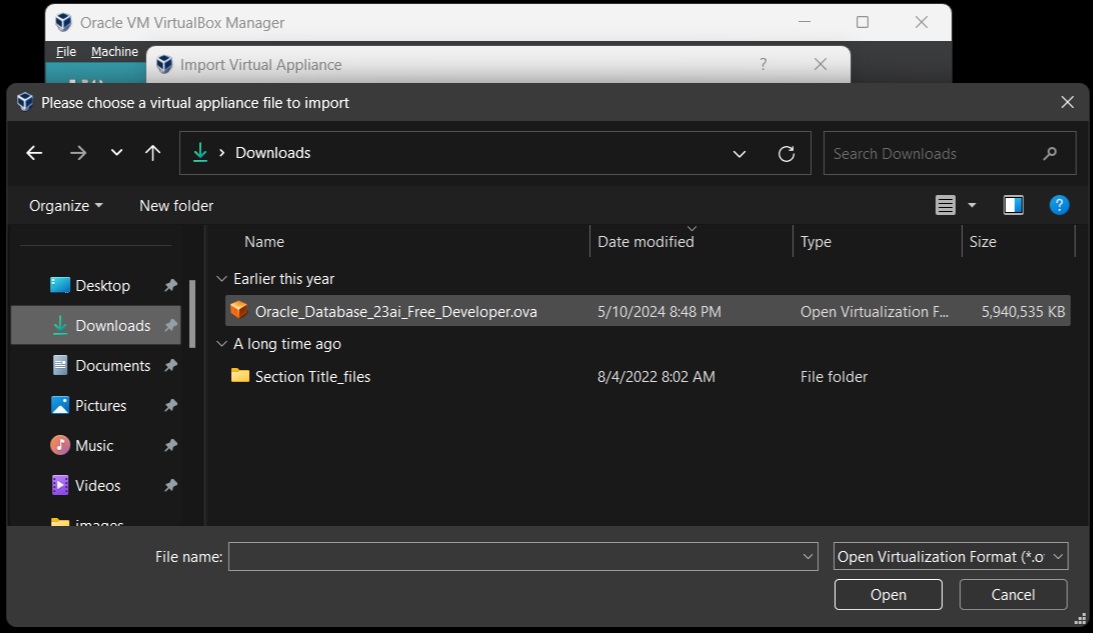 Oracle VM VirtualBox Manager
File Machine
Import Virtual Appliance ?
Please choose a virtual appliance file to import
Downloads
Search Downloads
Organize New folder ?
Name Date modified Type Size
Earlier this year
Desktop
Oracle_Database_23ai_Free_Developer.ova 5/10/2024 8:48 PM Open Virtualization F... 5,940,535 KB
Downloads
A long time ago
Documents
Section Title_files 8/4/2022 8:02 AM File folder
Pictures
Music
Videos
images
File name: Open Virtualization Format (*.o
Open Cancel